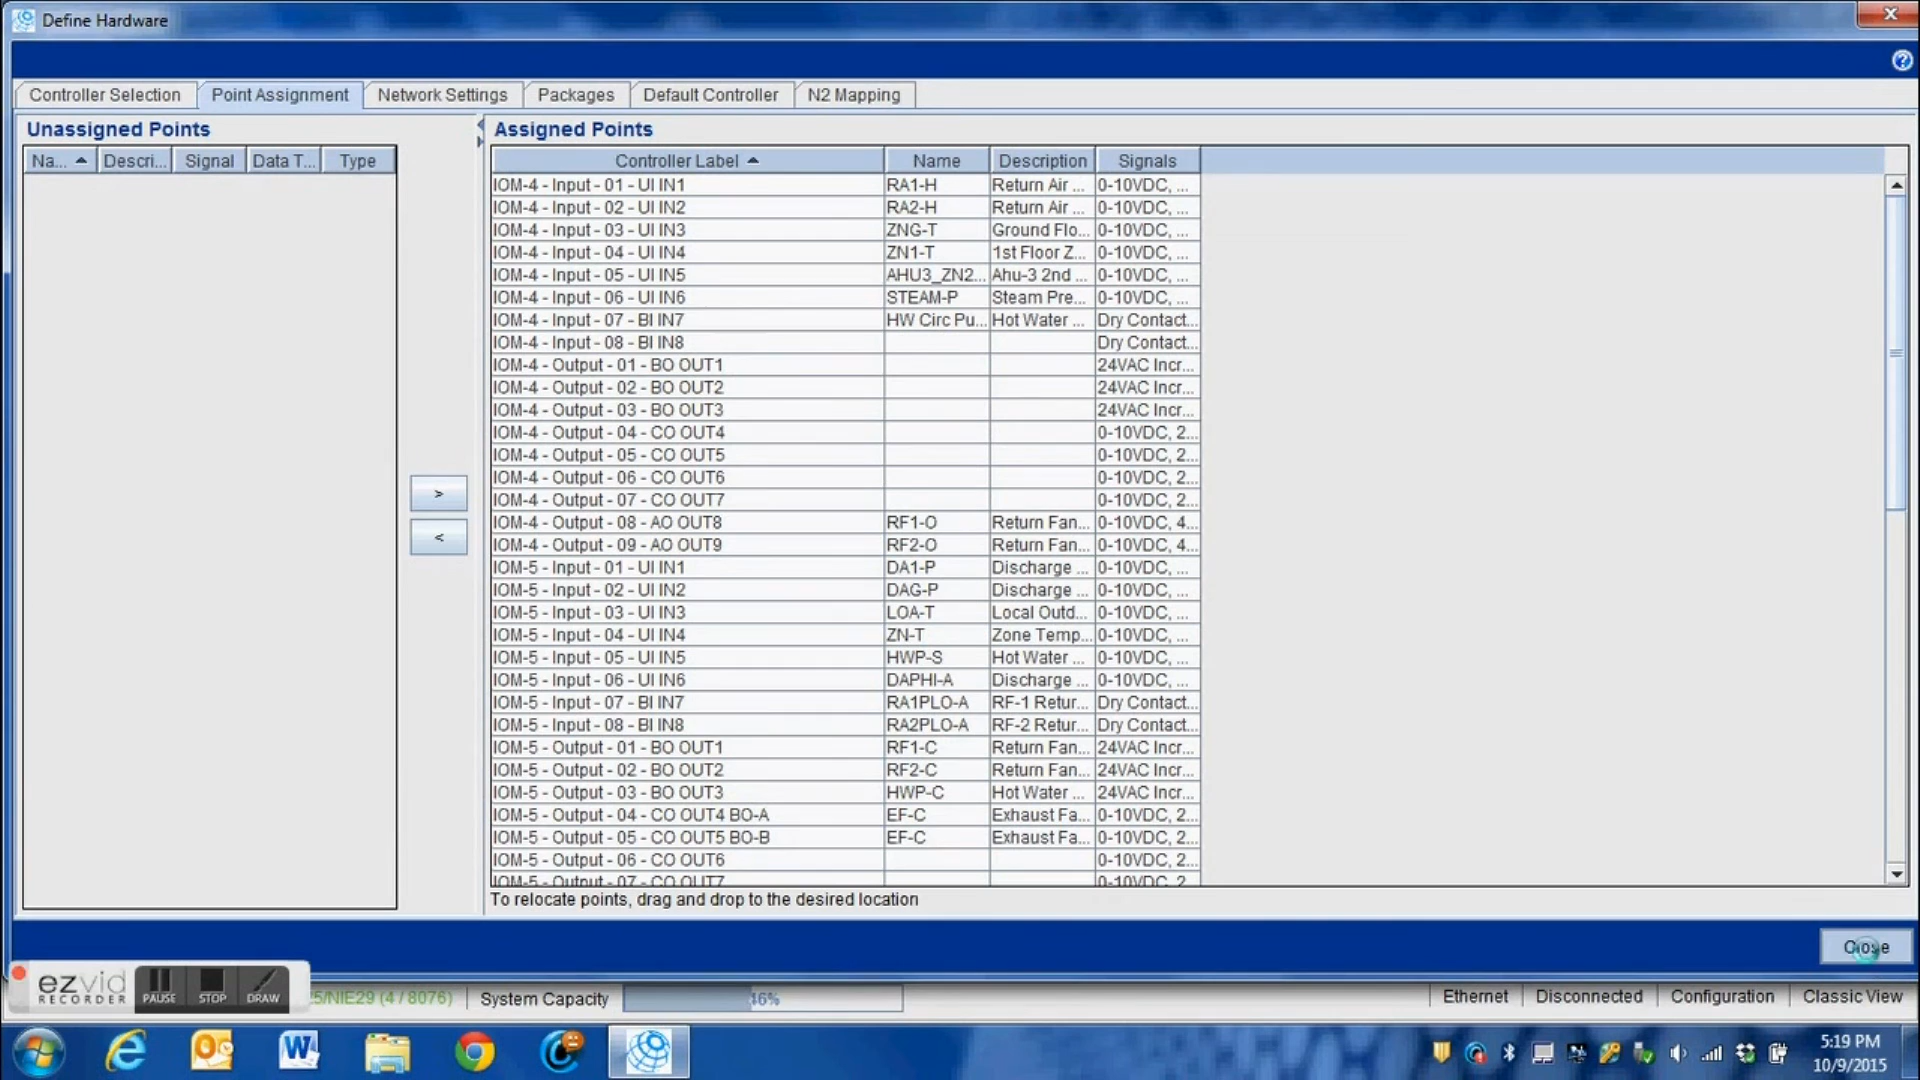 Define Hardware
Controller Selection
Point Assignment
Network Settings
Packages
Default Controller
N2 Mapping
Unassigned Points
Na... Descri... Signal Data T... Type
>
<
Assigned Points
Controller Label Name Description Signals
IOM-4 - Input - 01 - UI IN1 RA1-H Return Air ... 0-10VDC, ...
IOM-4 - Input - 02 - UI IN2 RA2-H Return Air ... 0-10VDC, ...
IOM-4 - Input - 03 - UI IN3 ZNG-T Ground Flo... 0-10VDC, ...
IOM-4 - Input - 04 - UI IN4 ZN1-T 1st Floor Z... 0-10VDC, ...
IOM-4 - Input - 05 - UI IN5 AHU3_ZN2... Ahu-3 2nd ... 0-10VDC, ...
IOM-4 - Input - 06 - UI IN6 STEAM-P Steam Pre... 0-10VDC, ...
IOM-4 - Input - 07 - BI IN7 HW Circ Pu... Hot Water ... Dry Contact...
IOM-4 - Input - 08 - BI IN8 Dry Contact...
IOM-4 - Output - 01 - BO OUT1 24VAC Incr...
IOM-4 - Output - 02 - BO OUT2 24VAC Incr...
IOM-4 - Output - 03 - BO OUT3 24VAC Incr...
IOM-4 - Output - 04 - CO OUT4 0-10VDC, 2...
IOM-4 - Output - 05 - CO OUT5 0-10VDC, 2...
IOM-4 - Output - 06 - CO OUT6 0-10VDC, 2...
IOM-4 - Output - 07 - CO OUT7 0-10VDC, 2...
IOM-4 - Output - 08 - AO OUT8 RF1-O Return Fan... 0-10VDC, 4...
IOM-4 - Output - 09 - AO OUT9 RF2-O Return Fan... 0-10VDC, 4...
IOM-5 - Input - 01 - UI IN1 DA1-P Discharge ... 0-10VDC, ...
IOM-5 - Input - 02 - UI IN2 DAG-P Discharge ... 0-10VDC, ...
IOM-5 - Input - 03 - UI IN3 LOA-T Local Outd... 0-10VDC, ...
IOM-5 - Input - 04 - UI IN4 ZN-T Zone Temp... 0-10VDC, ...
IOM-5 - Input - 05 - UI IN5 HWP-S Hot Water ... 0-10VDC, ...
IOM-5 - Input - 06 - UI IN6 DAPHI-A Discharge ... 0-10VDC, ...
IOM-5 - Input - 07 - BI IN7 RA1PLO-A RF-1 Retur... Dry Contact...
IOM-5 - Input - 08 - BI IN8 RA2PLO-A RF-2 Retur... Dry Contact...
IOM-5 - Output - 01 - BO OUT1 RF1-C Return Fan... 24VAC Incr...
IOM-5 - Output - 02 - BO OUT2 RF2-C Return Fan... 24VAC Incr...
IOM-5 - Output - 03 - BO OUT3 HWP-C Hot Water ... 24VAC Incr...
IOM-5 - Output - 04 - CO OUT4 BO-A EF-C Exhaust Fa... 0-10VDC, 2...
IOM-5 - Output - 05 - CO OUT5 BO-B EF-C Exhaust Fa... 0-10VDC, 2...
IOM-5 - Output - 06 - CO OUT6 0-10VDC, 2...
IOM-5 - Output - 07 - CO OUT7 0-10VDC, 2...
To relocate points, drag and drop to the desired location
Close
ezvid
RECORDER
PAUSE STOP DRAW
5/NIE29 (4 / 8076)
System Capacity
46%
Ethernet Disconnected Configuration Classic View
5:19 PM
10/9/2015